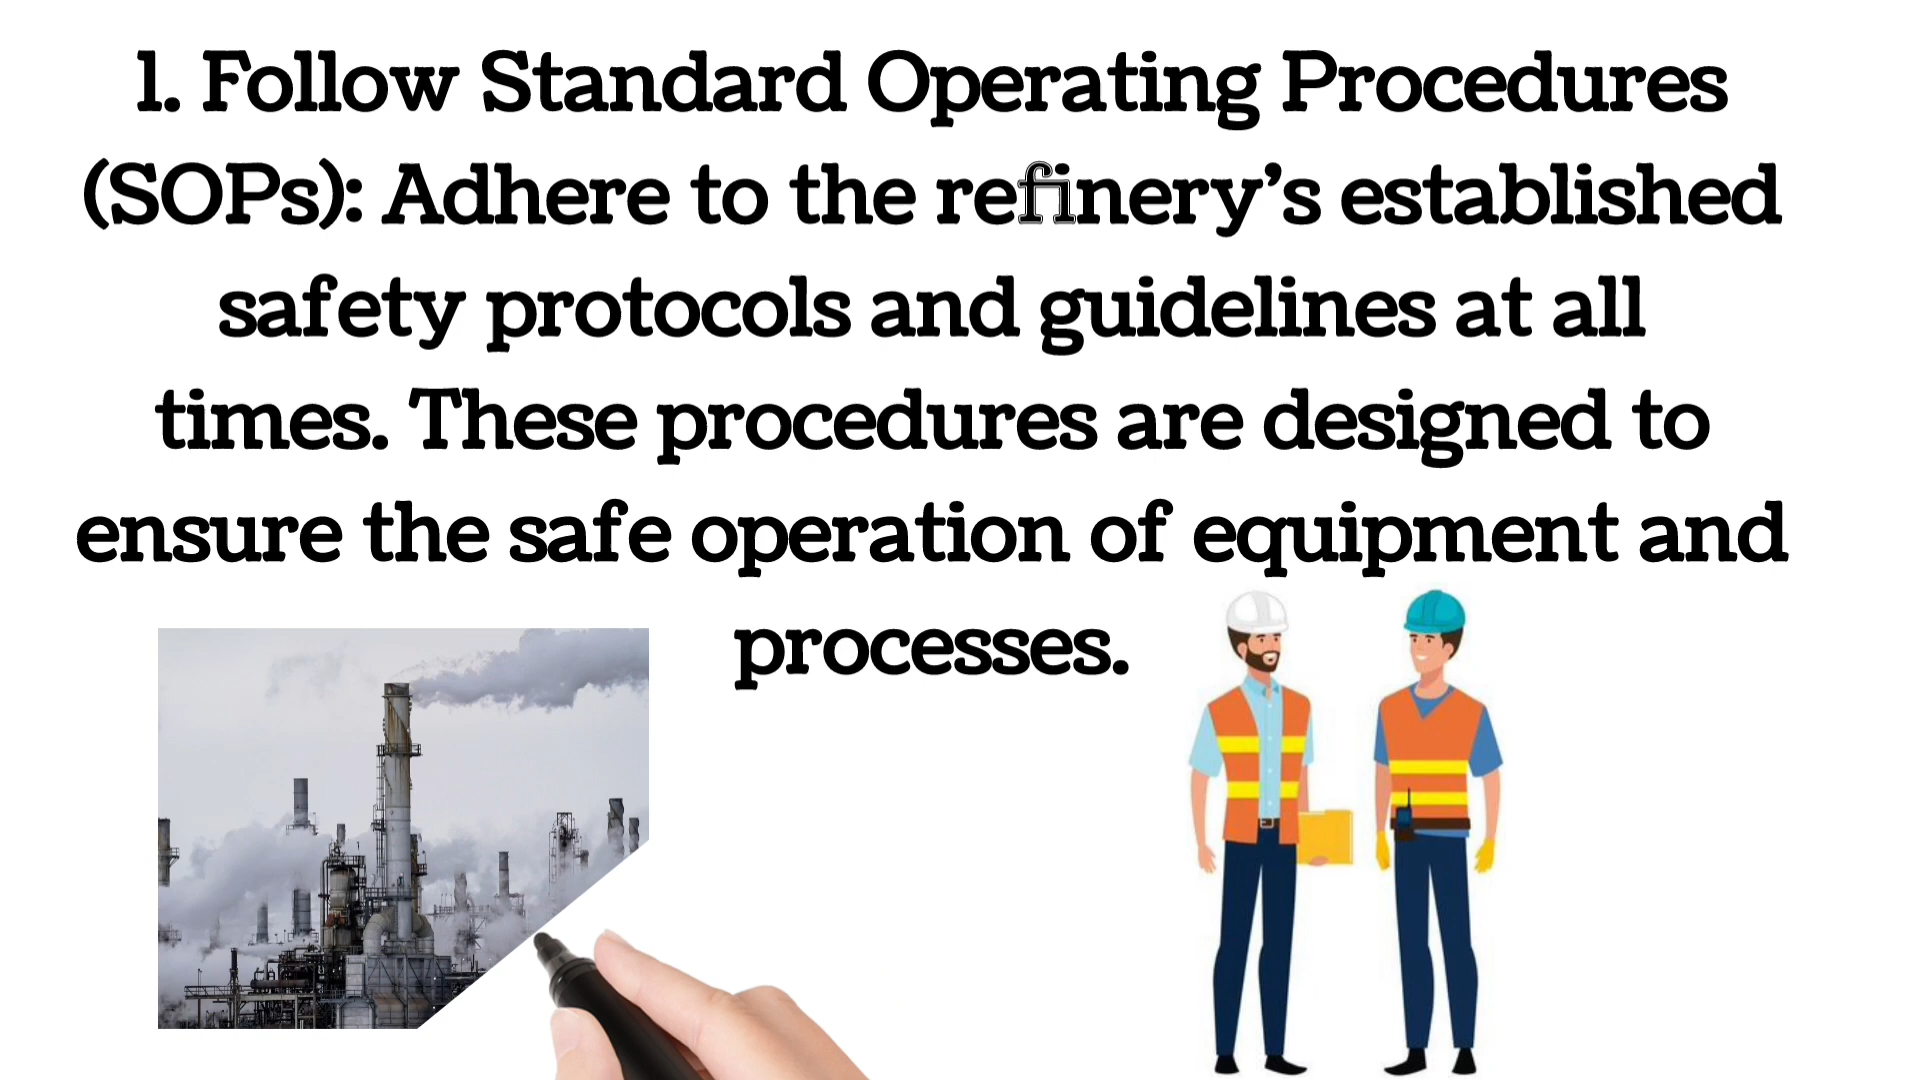 1. Follow Standard Operating Procedures
(SOPs): Adhere to the refinery’s established
safety protocols and guidelines at all
times. These procedures are designed to
ensure the safe operation of equipment and
processes.